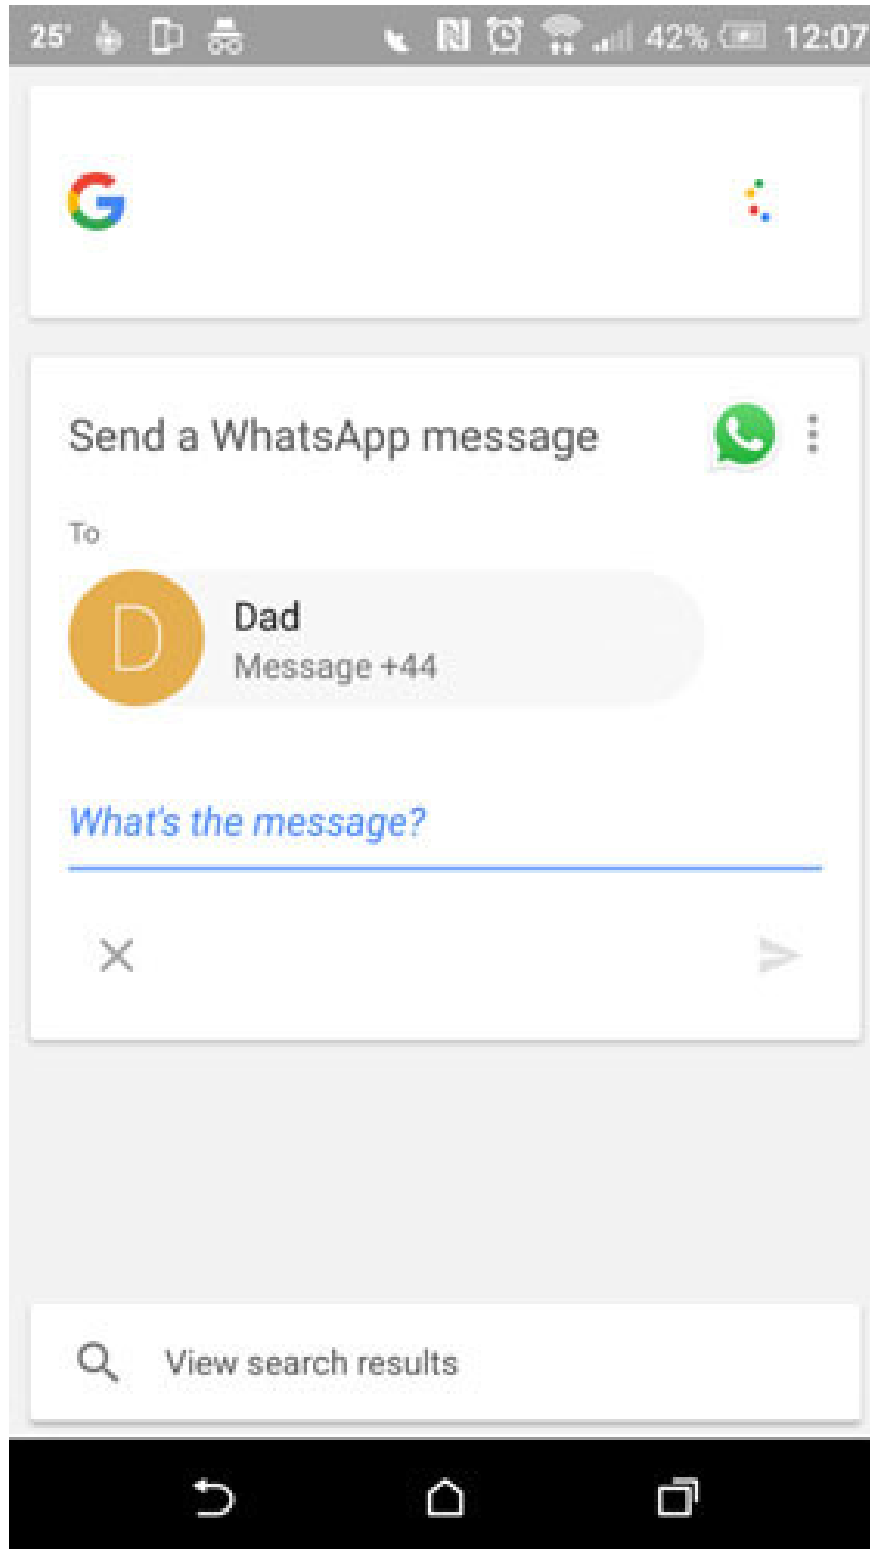 25° 42% 12:07
G
Send a WhatsApp message
To
D
Dad
Message +44
What's the message?
View search results